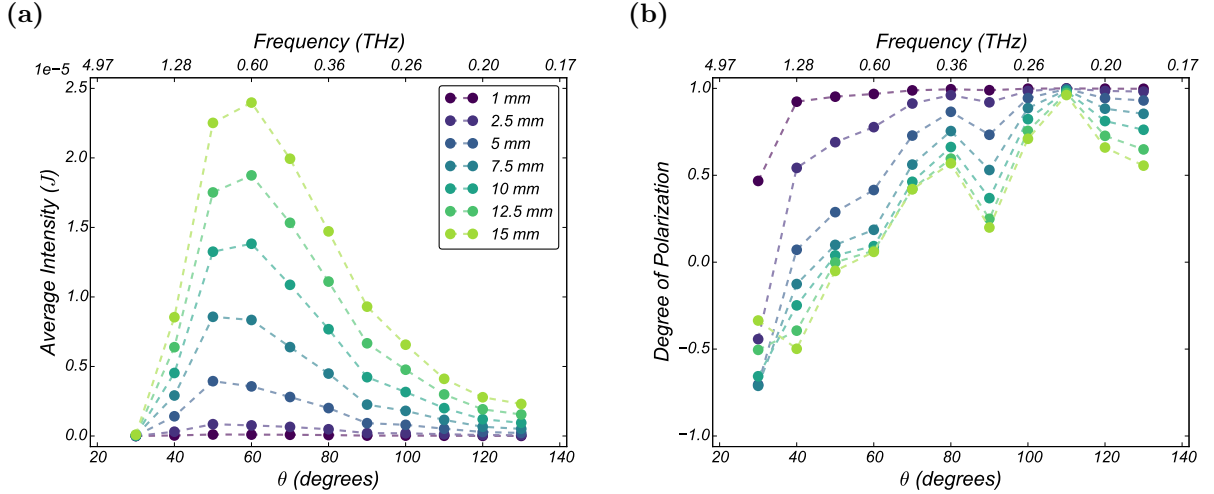 (a)
Frequency (THz)
4.97 1.28 0.60 0.36 0.26 0.20 0.17
1e-5
2.5
2.0
1.5
1.0
0.5
0.0
Average Intensity (J)
1 mm
2.5 mm
5 mm
7.5 mm
10 mm
12.5 mm
15 mm
20 40 60 80 100 120 140
θ (degrees)
(b)
Frequency (THz)
4.97 1.28 0.60 0.36 0.26 0.20 0.17
1.0
0.5
0.0
−0.5
−1.0
Degree of Polarization
20 40 60 80 100 120 140
θ (degrees)